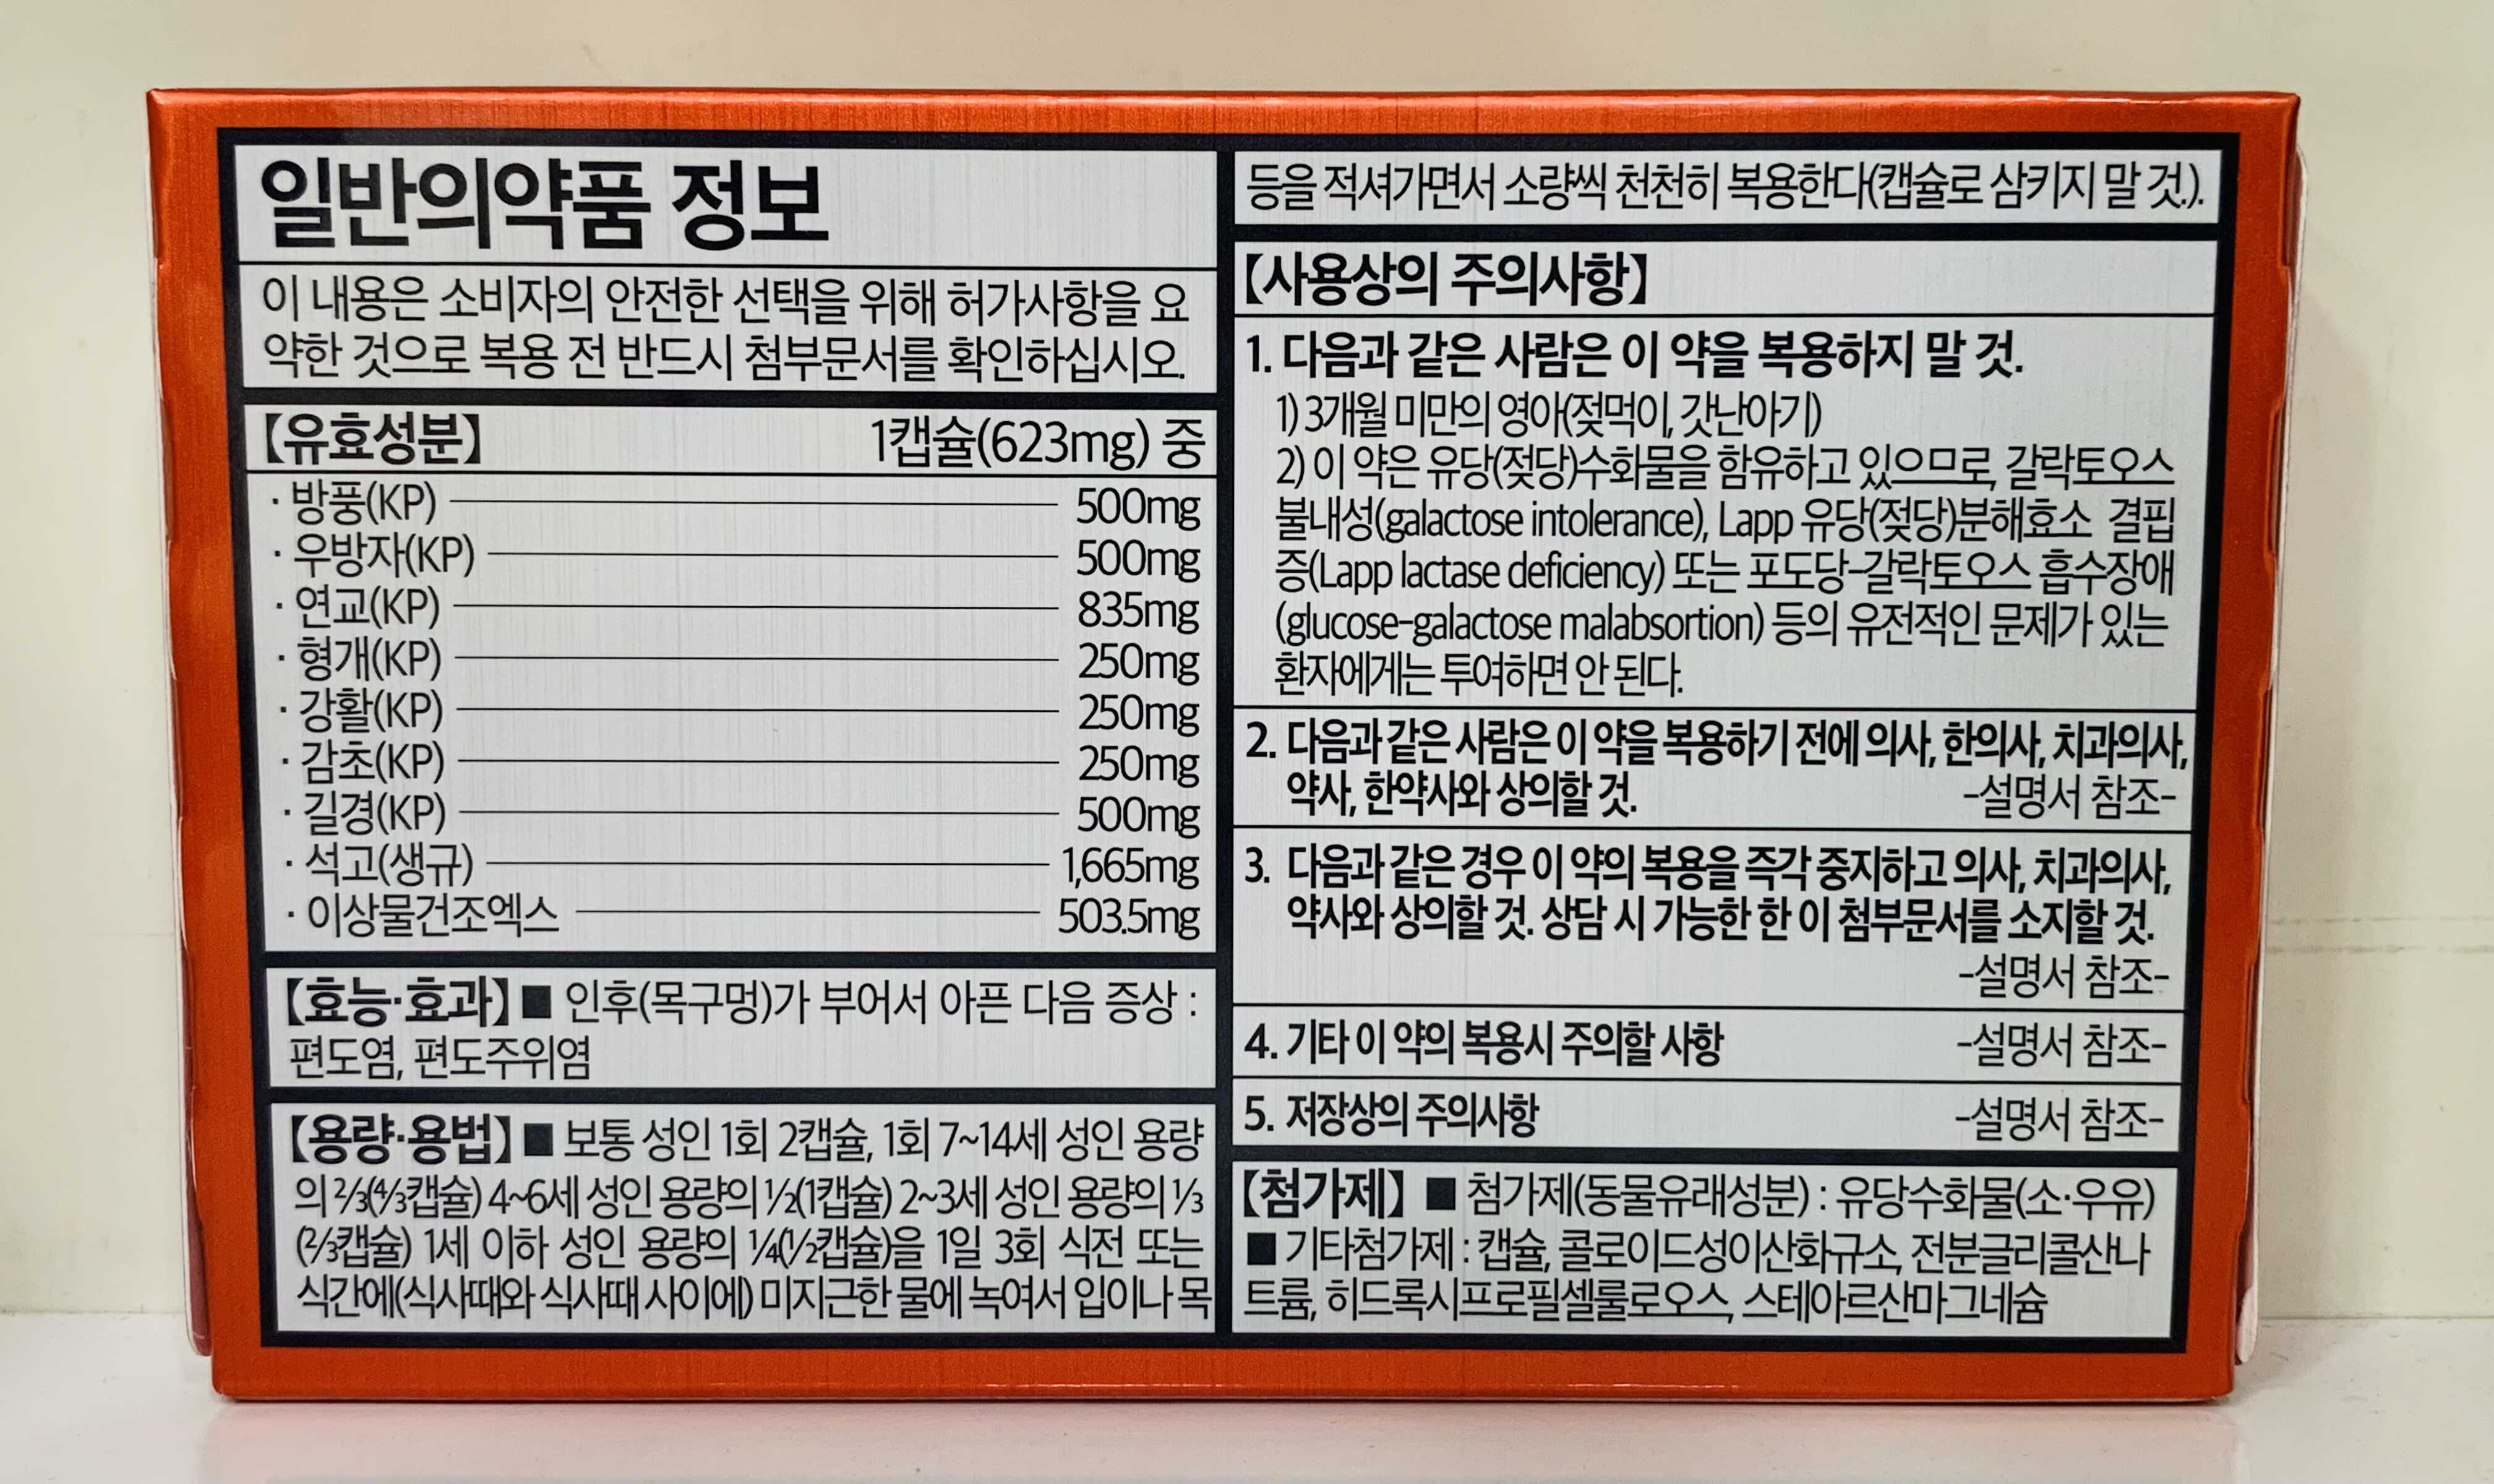 일반의약품 정보
이 내용은 소비자의 안전한 선택을 위해 허가사항을 요
약한 것으로 복용 전 반드시 첨부문서를 확인하십시오.
【유효성분】 1캡슐(623mg) 중
· 방풍(KP) 500mg
· 우방자(KP) 500mg
· 연교(KP) 835mg
· 형개(KP) 250mg
· 강활(KP) 250mg
· 감초(KP) 250mg
· 길경(KP) 500mg
· 석고(생규) 1,665mg
· 이상물건조엑스 503.5mg
【효능·효과】 ■ 인후(목구멍)가 부어서 아픈 다음 증상 :
편도염, 편도주위염
【용량·용법】 ■ 보통 성인 1회 2캡슐, 1회 7~14세 성인 용량
의 ⅔(4/3캡슐) 4~6세 성인 용량의 ½(1캡슐) 2~3세 성인 용량의 ⅓
(⅔캡슐) 1세 이하 성인 용량의 ¼(½캡슐)을 1일 3회 식전 또는
식간에(식사때와 식사때 사이에) 미지근한 물에 녹여서 입이나 목
등을 적셔가면서 소량씩 천천히 복용한다(캡슐로 삼키지 말 것.).
【사용상의 주의사항】
1. 다음과 같은 사람은 이 약을 복용하지 말 것.
1) 3개월 미만의 영아(젖먹이, 갓난아기)
2) 이 약은 유당(젖당)수화물을 함유하고 있으므로, 갈락토오스
불내성(galactose intolerance), Lapp 유당(젖당)분해효소 결핍
증(Lapp lactase deficiency) 또는 포도당-갈락토오스 흡수장애
(glucose-galactose malabsortion) 등의 유전적인 문제가 있는
환자에게는 투여하면 안 된다.
2. 다음과 같은 사람은 이 약을 복용하기 전에 의사, 한의사, 치과의사,
약사, 한약사와 상의할 것. -설명서 참조-
3. 다음과 같은 경우 이 약의 복용을 즉각 중지하고 의사, 치과의사,
약사와 상의할 것. 상담 시 가능한 한 이 첨부문서를 소지할 것.
-설명서 참조-
4. 기타 이 약의 복용시 주의할 사항 -설명서 참조-
5. 저장상의 주의사항 -설명서 참조-
【첨가제】 ■ 첨가제(동물유래성분) : 유당수화물(소·우유)
■ 기타첨가제 : 캡슐, 콜로이드성이산화규소, 전분글리콜산나
트륨, 히드록시프로필셀룰로오스, 스테아르산마그네슘